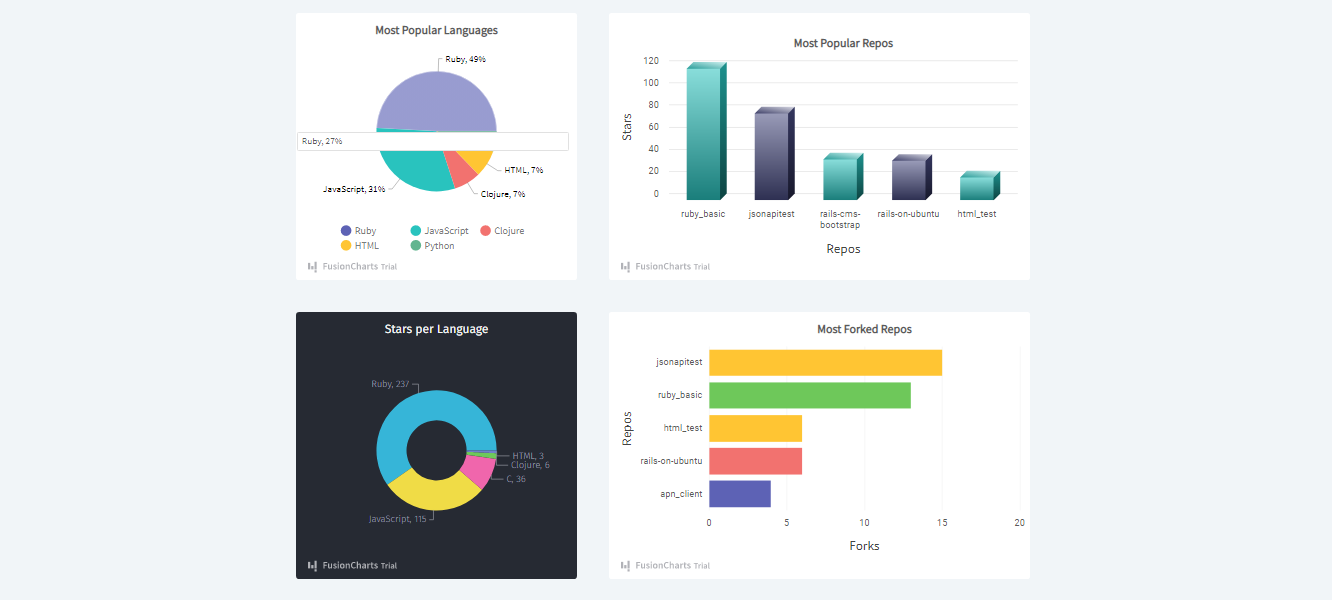 Most Popular Languages
Ruby, 49%
Ruby, 27%
HTML, 7%
JavaScript, 31%
Clojure, 7%
Ruby
JavaScript
Clojure
HTML
Python
FusionCharts Trial
Most Popular Repos
Stars
120
100
80
60
40
20
0
ruby_basic
jsonapitest
rails-cms-
bootstrap
rails-on-ubuntu
html_test
Repos
FusionCharts Trial
Stars per Language
Ruby, 237
HTML, 3
Clojure, 6
C, 36
JavaScript, 115
FusionCharts Trial
Most Forked Repos
Repos
jsonapitest
ruby_basic
html_test
rails-on-ubuntu
apn_client
0 5 10 15 20
Forks
FusionCharts Trial